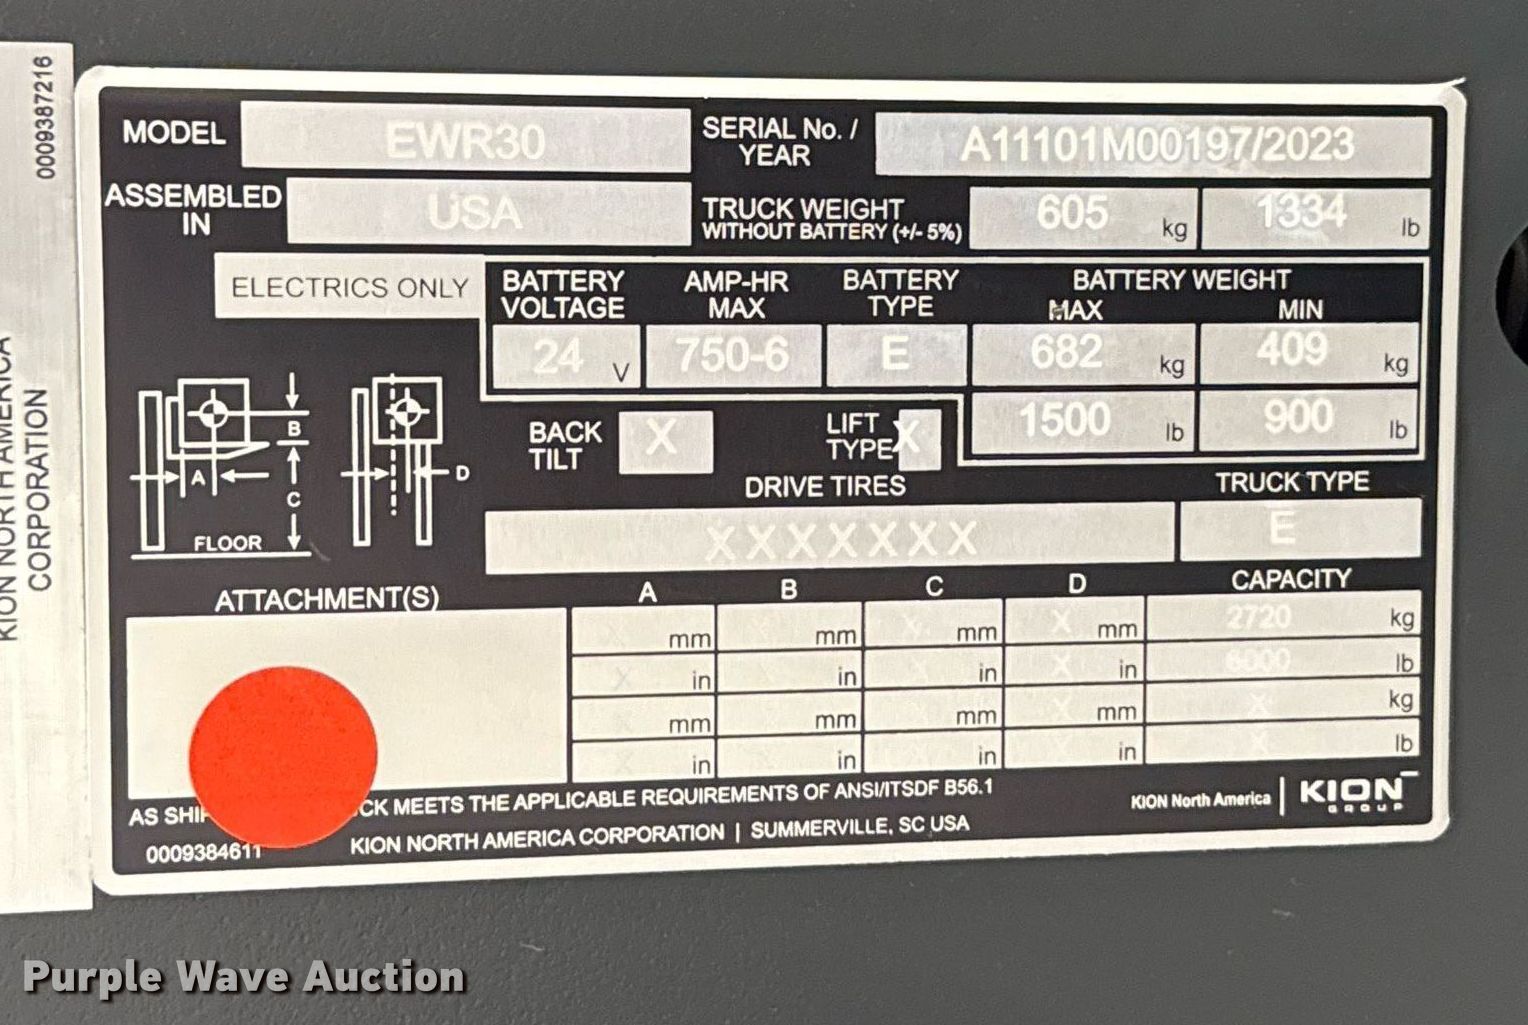 0009387216
KION NORTH AMERICA
CORPORATION
MODEL EWR30 SERIAL No. / YEAR A11101M00197/2023
ASSEMBLED IN USA TRUCK WEIGHT WITHOUT BATTERY (+/- 5%) 605 kg 1334 lb
ELECTRICS ONLY BATTERY VOLTAGE AMP-HR MAX BATTERY TYPE BATTERY WEIGHT
MAX MIN
24 V 750-6 E 682 kg 409 kg
1500 lb 900 lb
BACK TILT X LIFT TYPE X
DRIVE TIRES TRUCK TYPE
XXXXXXX E
A B C D
FLOOR
ATTACHMENT(S) A B C D CAPACITY
X mm X mm X mm X mm 2720 kg
X in X in X in X in 6000 lb
X mm X mm X mm X mm X kg
X in X in X in X in X lb
AS SHI CK MEETS THE APPLICABLE REQUIREMENTS OF ANSI/ITSDF B56.1
0009384611 KION NORTH AMERICA CORPORATION | SUMMERVILLE, SC USA
KION North America | KION GROUP
Purple Wave Auction